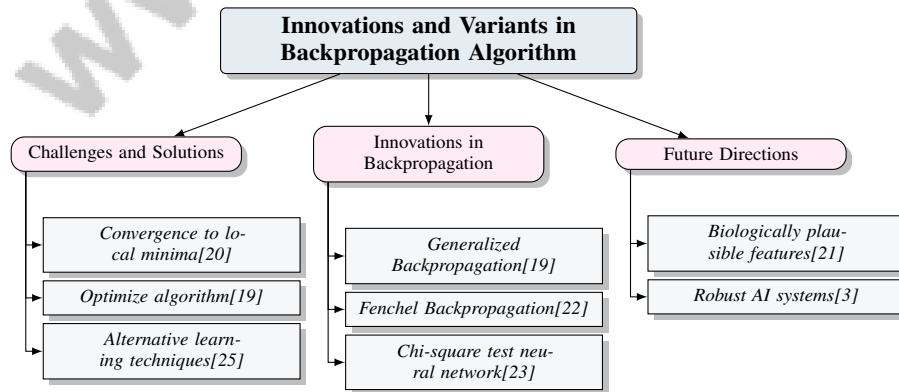 Innovations and Variants in
Backpropagation Algorithm
Challenges and Solutions
Convergence to lo-
cal minima[20]
Optimize algorithm[19]
Alternative learn-
ing techniques[25]
Innovations in
Backpropagation
Generalized
Backpropagation[19]
Fenchel Backpropagation[22]
Chi-square test neu-
ral network[23]
Future Directions
Biologically plau-
sible features[21]
Robust AI systems[3]